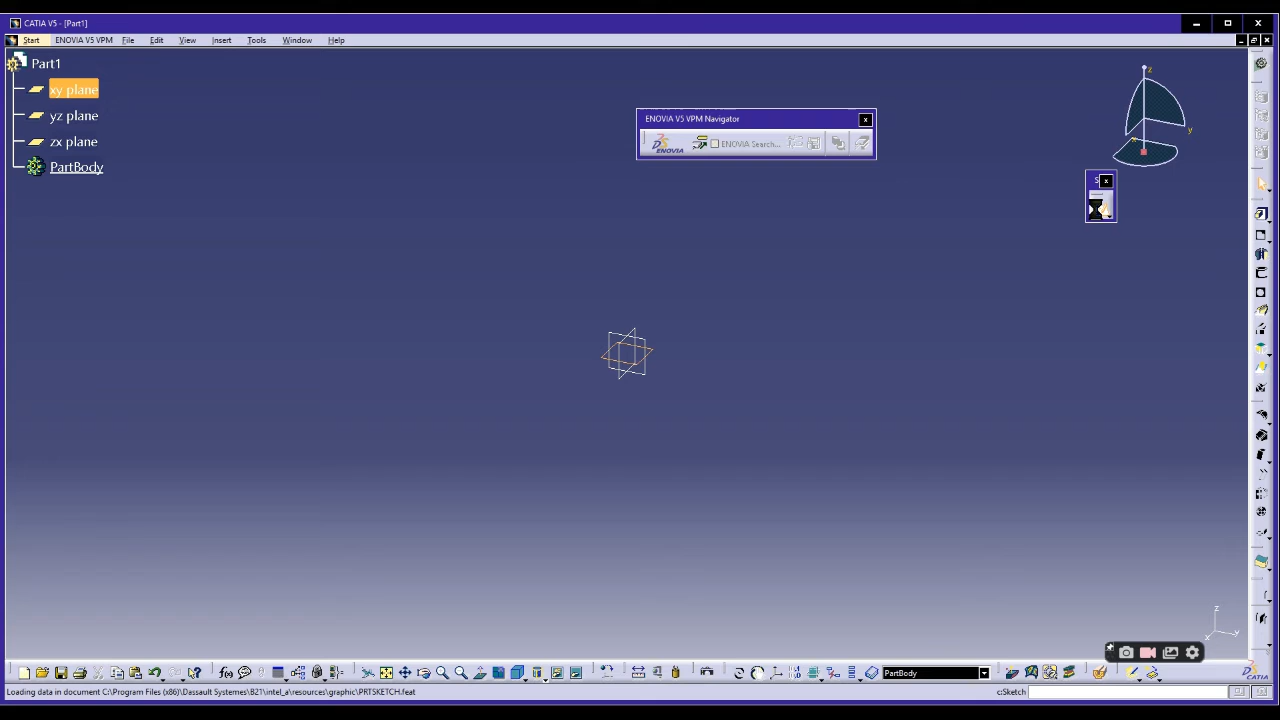 CATIA V5 - [Part1]
Start ENOVIA V5 VPM File Edit View Insert Tools Window Help
Part1
xy plane
yz plane
zx plane
PartBody
ENOVIA V5 VPM Navigator
ENOVIA ENOVIA Search...
z
y
S
z
x y
f(x) PartBody CATIA
Loading data in document C:\Program Files (x86)\Dassault Systemes\B21\intel_a\resources\graphic\PRTSKETCH.feat c:Sketch